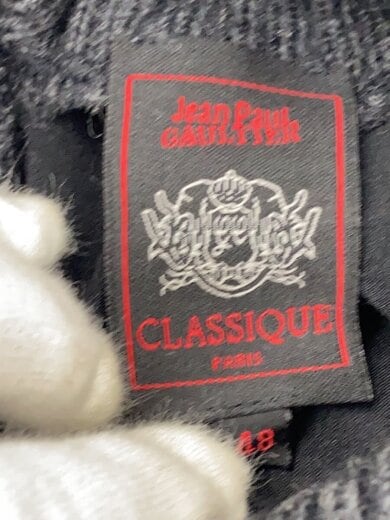 Jean Paul
GAULTIER
CLASSIQUE
PARIS
48